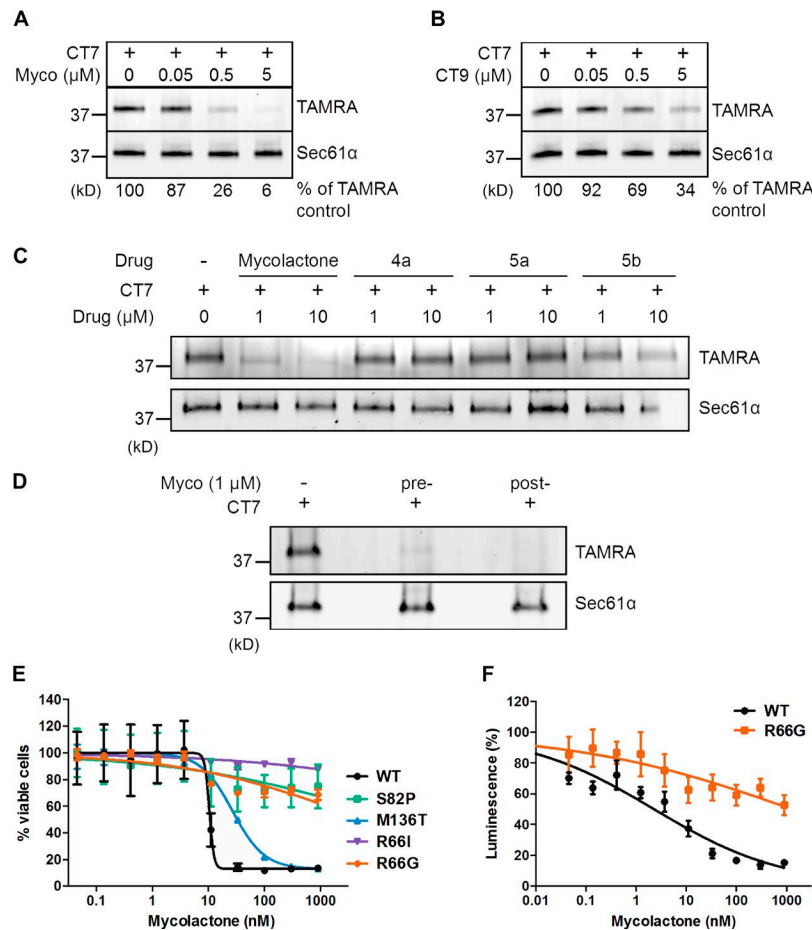 A
CT7 + + + +
Myco (μM) 0 0.05 0.5 5
37
TAMRA
37
Sec61α
(kD) 100 87 26 6 % of TAMRA
control
B
CT7 + + + +
CT9 (μM) 0 0.05 0.5 5
37
TAMRA
37
Sec61α
(kD) 100 92 69 34 % of TAMRA
control
C
Drug - Mycolactone 4a 5a 5b
CT7 + + + + + + + + +
Drug (μM) 0 1 10 1 10 1 10 1 10
37
TAMRA
37
Sec61α
(kD)
D
Myco (1 μM) - pre- post-
CT7 + + +
37
TAMRA
37
Sec61α
(kD)
E
% viable cells
140
120
100
80
60
40
20
0
0.1 1 10 100 1000
Mycolactone (nM)
WT
S82P
M136T
R66I
R66G
F
Luminescence (%)
120
100
80
60
40
20
0
0.01 0.1 1 10 100 1000
Mycolactone (nM)
WT
R66G